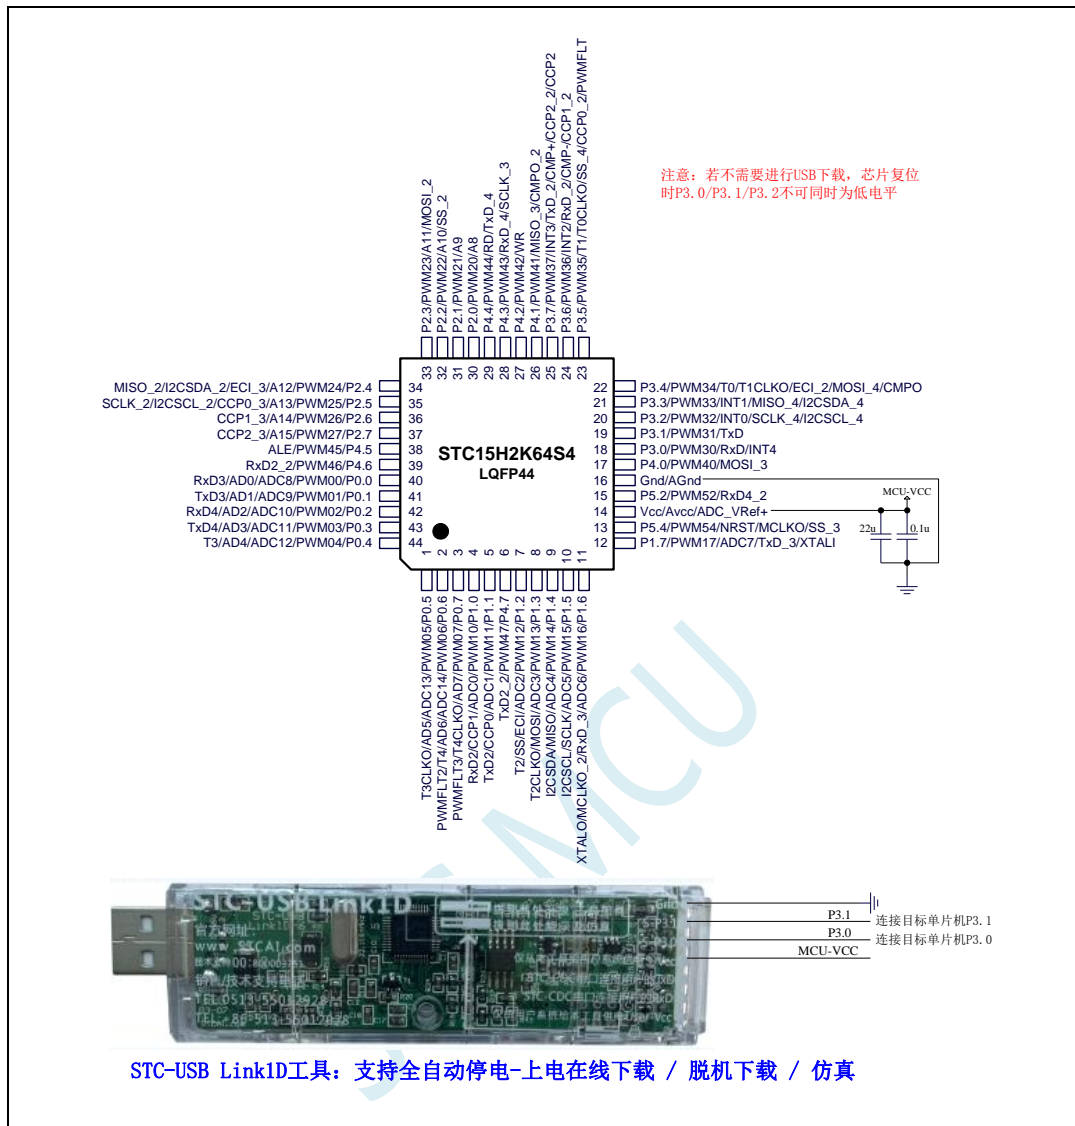 注意：若不需要进行USB下载，芯片复位
时P3.0/P3.1/P3.2不可同时为低电平
P2.3/PWM23/A11/MOSI_2
P2.2/PWM22/A10/SS_2
P2.1/PWM21/A9
P2.0/PWM20/A8
P4.4/PWM44/RD/TxD_4
P4.3/PWM43/RxD_4/SCLK_3
P4.2/PWM42/WR
P4.1/PWM41/MISO_3/CMPO_2
P3.7/PWM37/INT3/TxD_2/CMP+/CCP2_2/CCP2
P3.6/PWM36/INT2/RxD_2/CMP-/CCP1_2
P3.5/PWM35/T1/T0CLKO/SS_4/CCP0_2/PWMFLT
33 32 31 30 29 28 27 26 25 24 23
MISO_2/I2CSDA_2/ECI_3/A12/PWM24/P2.4 34
SCLK_2/I2CSCL_2/CCP0_3/A13/PWM25/P2.5 35
CCP1_3/A14/PWM26/P2.6 36
CCP2_3/A15/PWM27/P2.7 37
ALE/PWM45/P4.5 38
RxD2_2/PWM46/P4.6 39
RxD3/AD0/ADC8/PWM00/P0.0 40
TxD3/AD1/ADC9/PWM01/P0.1 41
RxD4/AD2/ADC10/PWM02/P0.2 42
TxD4/AD3/ADC11/PWM03/P0.3 43
T3/AD4/ADC12/PWM04/P0.4 44
STC15H2K64S4
LQFP44
22 P3.4/PWM34/T0/T1CLKO/ECI_2/MOSI_4/CMPO
21 P3.3/PWM33/INT1/MISO_4/I2CSDA_4
20 P3.2/PWM32/INT0/SCLK_4/I2CSCL_4
19 P3.1/PWM31/TxD
18 P3.0/PWM30/RxD/INT4
17 P4.0/PWM40/MOSI_3
16 Gnd/AGnd
15 P5.2/PWM52/RxD4_2
14 Vcc/Avcc/ADC_VRef+
13 P5.4/PWM54/NRST/MCLKO/SS_3
12 P1.7/PWM17/ADC7/TxD_3/XTALI
MCU-VCC
22u
0.1u
1 2 3 4 5 6 7 8 9 10 11
T3CLKO/AD5/ADC13/PWM05/P0.5
PWMFLT2/T4/AD6/ADC14/PWM06/P0.6
PWMFLT3/T4CLKO/AD7/PWM07/P0.7
RxD2/CCP1/ADC0/PWM10/P1.0
TxD2/CCP0/ADC1/PWM11/P1.1
TxD2_2/PWM47/P4.7
T2/SS/ECI/ADC2/PWM12/P1.2
T2CLKO/MOSI/ADC3/PWM13/P1.3
I2CSDA/MISO/ADC4/PWM14/P1.4
I2CSCL/SCLK/ADC5/PWM15/P1.5
XTALO/MCLKO_2/RxD_3/ADC6/PWM16/P1.6
MCU
STC-USB Link1D
官方网址:
www.STCAI.com
P3.1 连接目标单片机P3.1
P3.0 连接目标单片机P3.0
MCU-VCC
STC-USB Link1D工具：支持全自动停电-上电在线下载 / 脱机下载 / 仿真